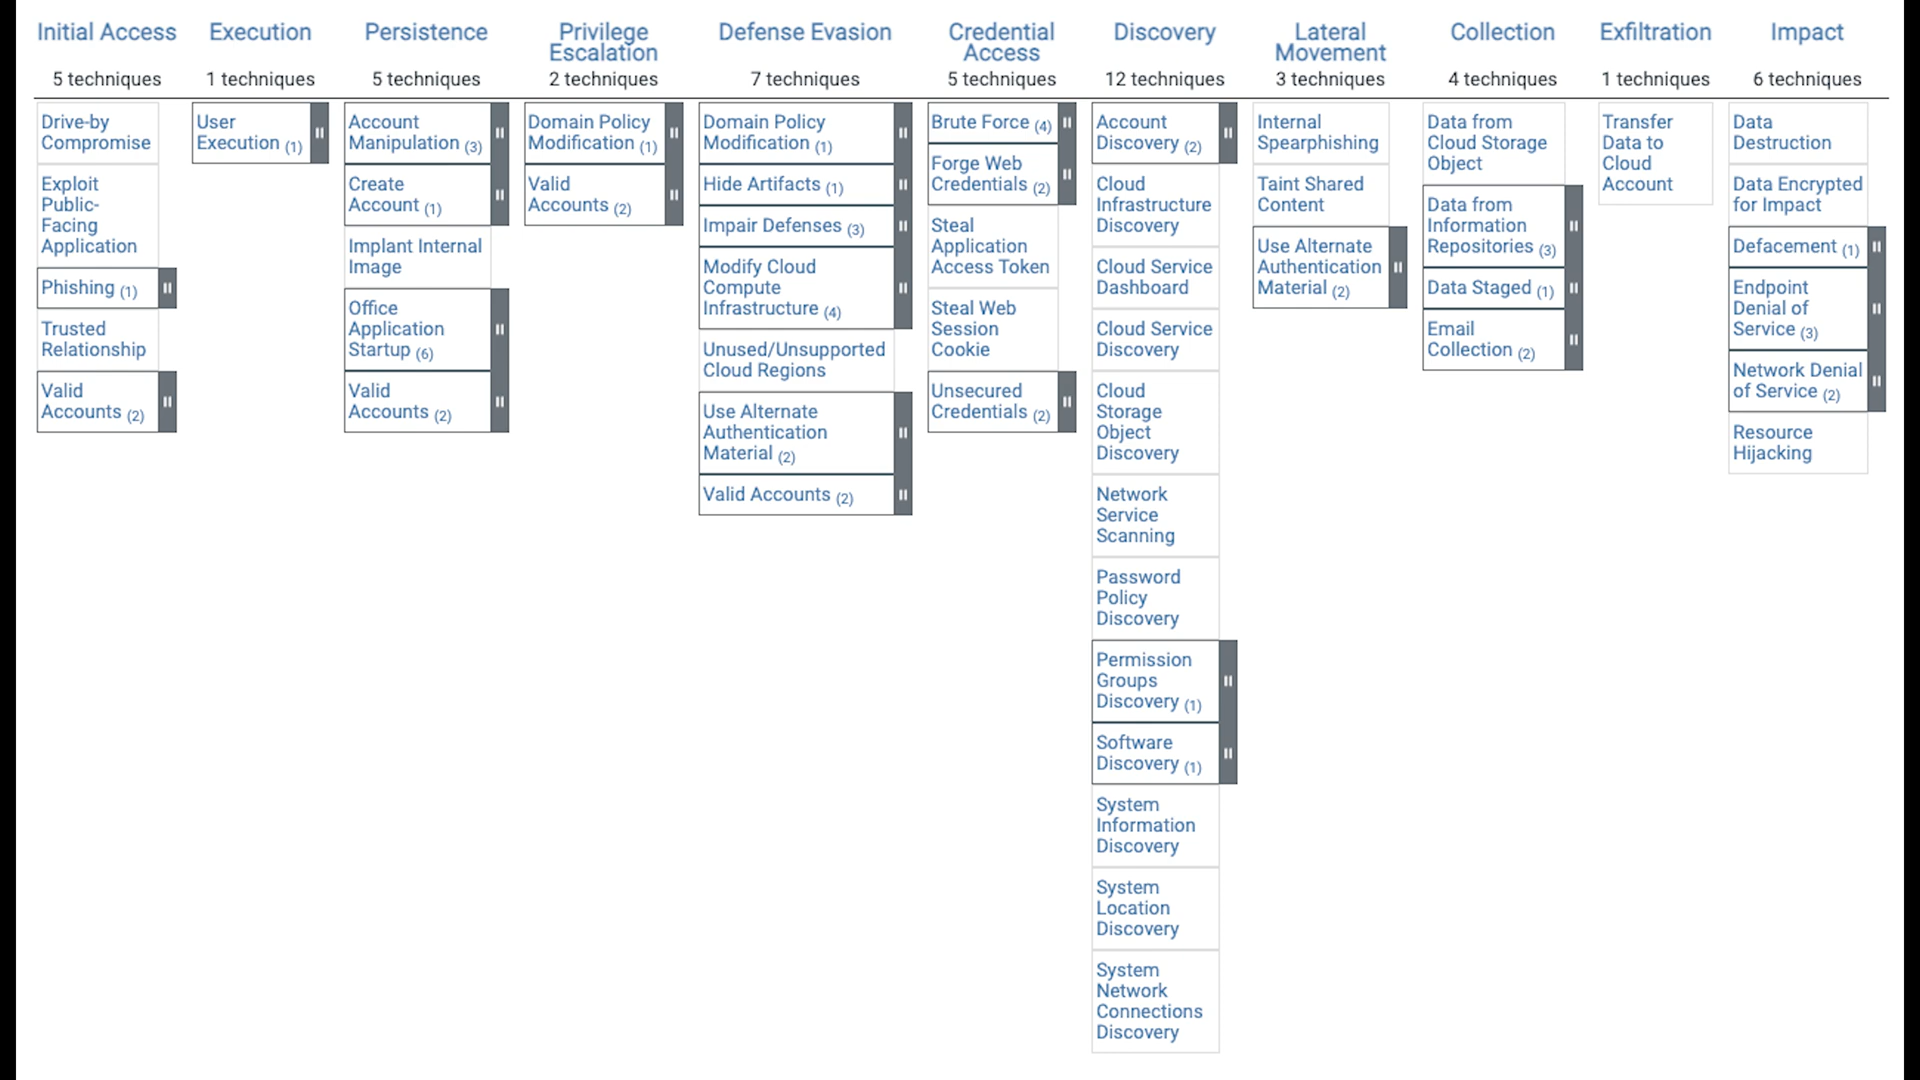 Initial Access
5 techniques
Drive-by
Compromise
Exploit
Public-
Facing
Application
Phishing (1)
Trusted
Relationship
Valid
Accounts (2)
Execution
1 techniques
User
Execution (1)
Persistence
5 techniques
Account
Manipulation (3)
Create
Account (1)
Implant Internal
Image
Office
Application
Startup (6)
Valid
Accounts (2)
Privilege
Escalation
2 techniques
Domain Policy
Modification (1)
Valid
Accounts (2)
Defense Evasion
7 techniques
Domain Policy
Modification (1)
Hide Artifacts (1)
Impair Defenses (3)
Modify Cloud
Compute
Infrastructure (4)
Unused/Unsupported
Cloud Regions
Use Alternate
Authentication
Material (2)
Valid Accounts (2)
Credential
Access
5 techniques
Brute Force (4)
Forge Web
Credentials (2)
Steal
Application
Access Token
Steal Web
Session
Cookie
Unsecured
Credentials (2)
Discovery
12 techniques
Account
Discovery (2)
Cloud
Infrastructure
Discovery
Cloud Service
Dashboard
Cloud Service
Discovery
Cloud
Storage
Object
Discovery
Network
Service
Scanning
Password
Policy
Discovery
Permission
Groups
Discovery (1)
Software
Discovery (1)
System
Information
Discovery
System
Location
Discovery
System
Network
Connections
Discovery
Lateral
Movement
3 techniques
Internal
Spearphishing
Taint Shared
Content
Use Alternate
Authentication
Material (2)
Collection
4 techniques
Data from
Cloud Storage
Object
Data from
Information
Repositories (3)
Data Staged (1)
Email
Collection (2)
Exfiltration
1 techniques
Transfer
Data to
Cloud
Account
Impact
6 techniques
Data
Destruction
Data Encrypted
for Impact
Defacement (1)
Endpoint
Denial of
Service (3)
Network Denial
of Service (2)
Resource
Hijacking